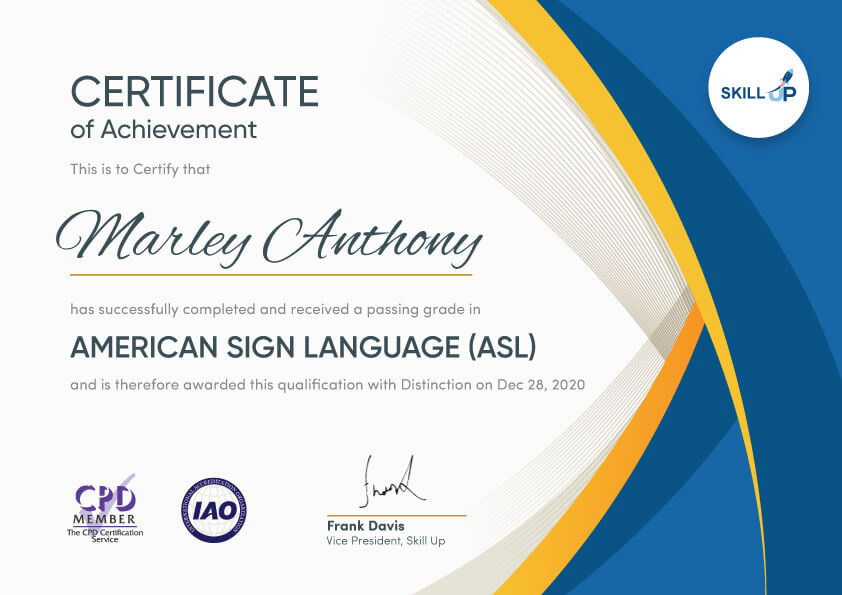 CERTIFICATE
of Achievement
SKILL UP
This is to Certify that
Marley Anthony
has successfully completed and received a passing grade in
AMERICAN SIGN LANGUAGE (ASL)
and is therefore awarded this qualification with Distinction on Dec 28, 2020
CPD
MEMBER
The CPD Certification
Service
INTERNATIONAL ACCREDITATION ORGANIZATION
IAO
Frank Davis
Vice President, Skill Up